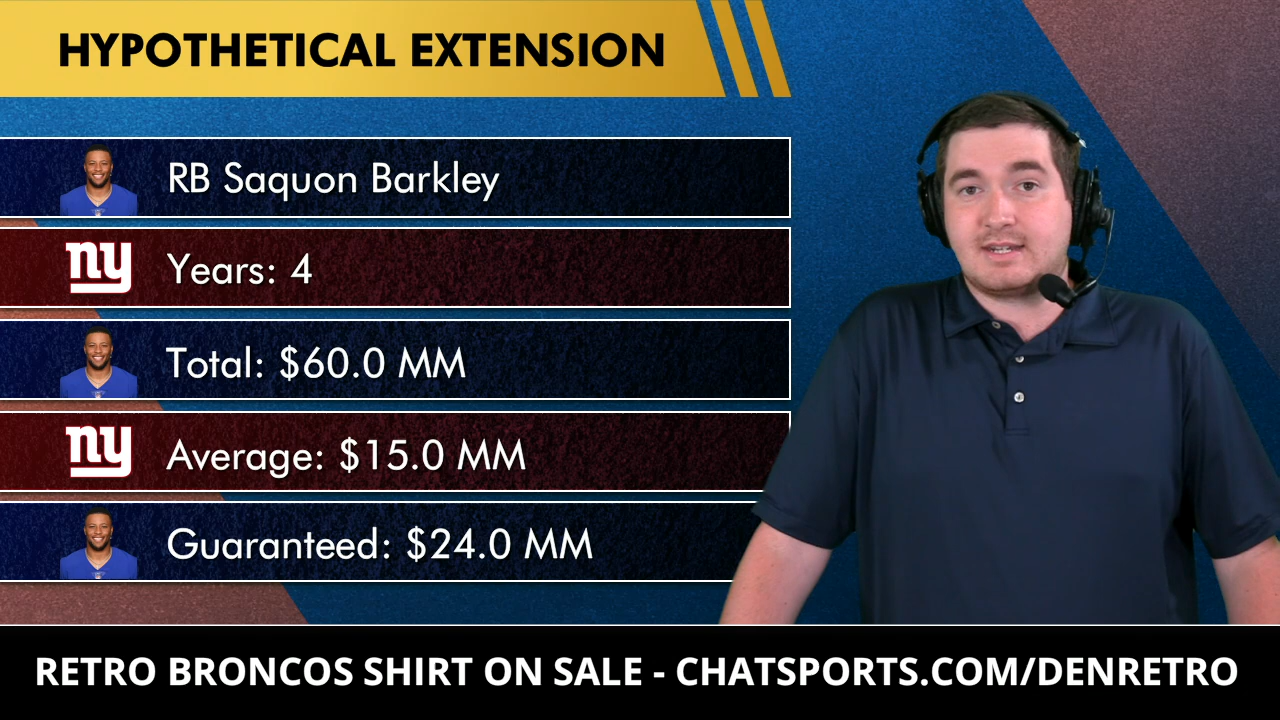 HYPOTHETICAL EXTENSION
RB Saquon Barkley
ny
Years: 4
Total: $60.0 MM
ny
Average: $15.0 MM
Guaranteed: $24.0 MM
RETRO BRONCOS SHIRT ON SALE - CHATSPORTS.COM/DENRETRO